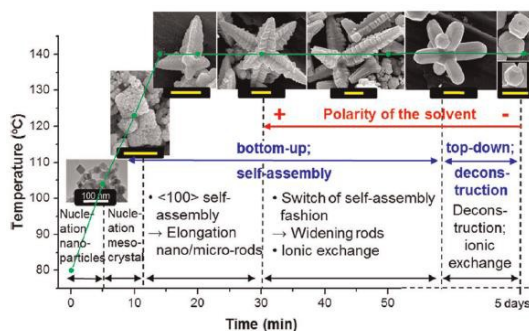 140
130
120
110
100
90
80
Temperature (°C)
100 nm
+ Polarity of the solvent -
bottom-up;
self-assembly
top-down;
deconstruction
Nucle-
ation
nano-
particles
Nucle-
ation
meso-
crystal
• <100> self-
assembly
→ Elongation
nano/micro-rods
• Switch of self-assembly
fashion
→ Widening rods
• Ionic exchange
Decons-
truction;
ionic
exchange
0
10
20
30
40
50
5 days
Time (min)